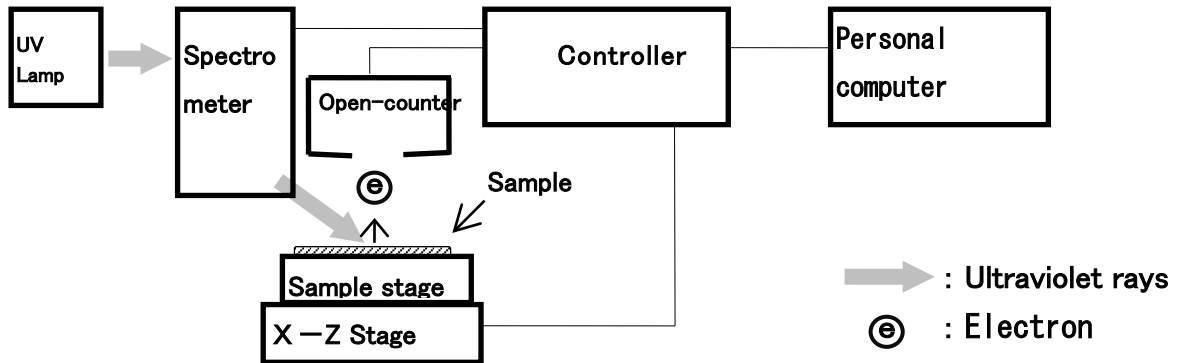 UV
Lamp
Spectro
meter
Open-counter
Controller
Personal
computer
e
Sample
Sample stage
X－Z Stage
: Ultraviolet rays
e : Electron